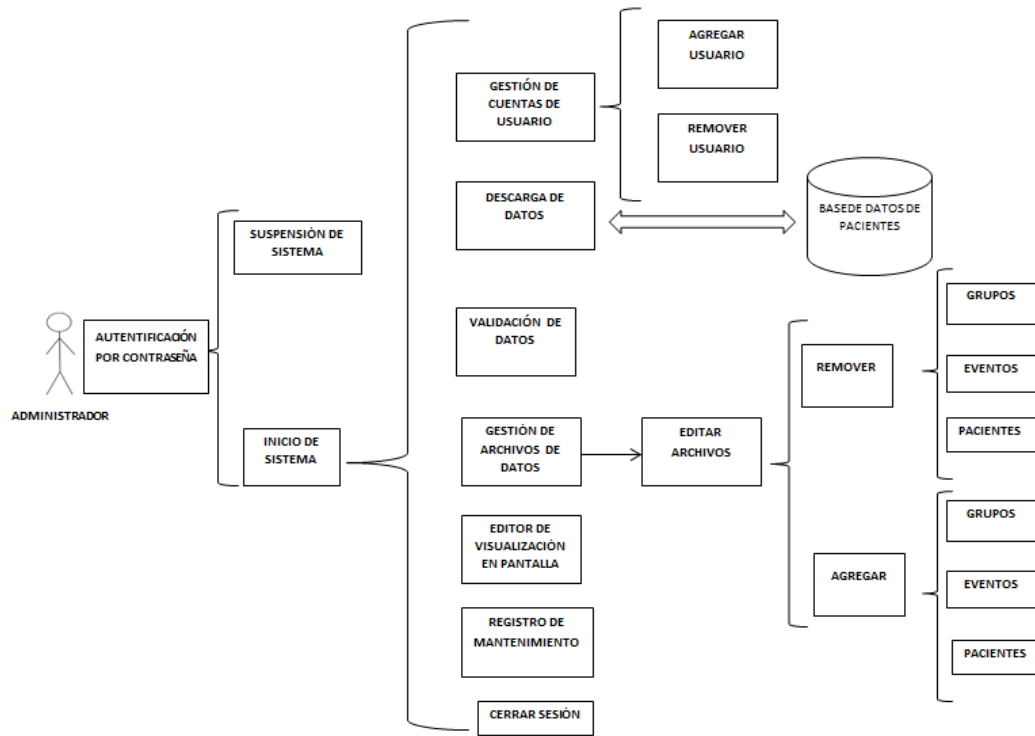 ADMINISTRADOR
AUTENTIFICACIÓN
POR CONTRASEÑA
SUSPENSIÓN DE
SISTEMA
INICIO DE
SISTEMA
GESTIÓN DE
CUENTAS DE
USUARIO
AGREGAR
USUARIO
REMOVER
USUARIO
DESCARGA DE
DATOS
BASEDE DATOS DE
PACIENTES
VALIDACIÓN DE
DATOS
GESTIÓN DE
ARCHIVOS DE
DATOS
EDITAR
ARCHIVOS
REMOVER
GRUPOS
EVENTOS
PACIENTES
AGREGAR
GRUPOS
EVENTOS
PACIENTES
EDITOR DE
VISUALIZACIÓN
EN PANTALLA
REGISTRO DE
MANTENIMIENTO
CERRAR SESIÓN